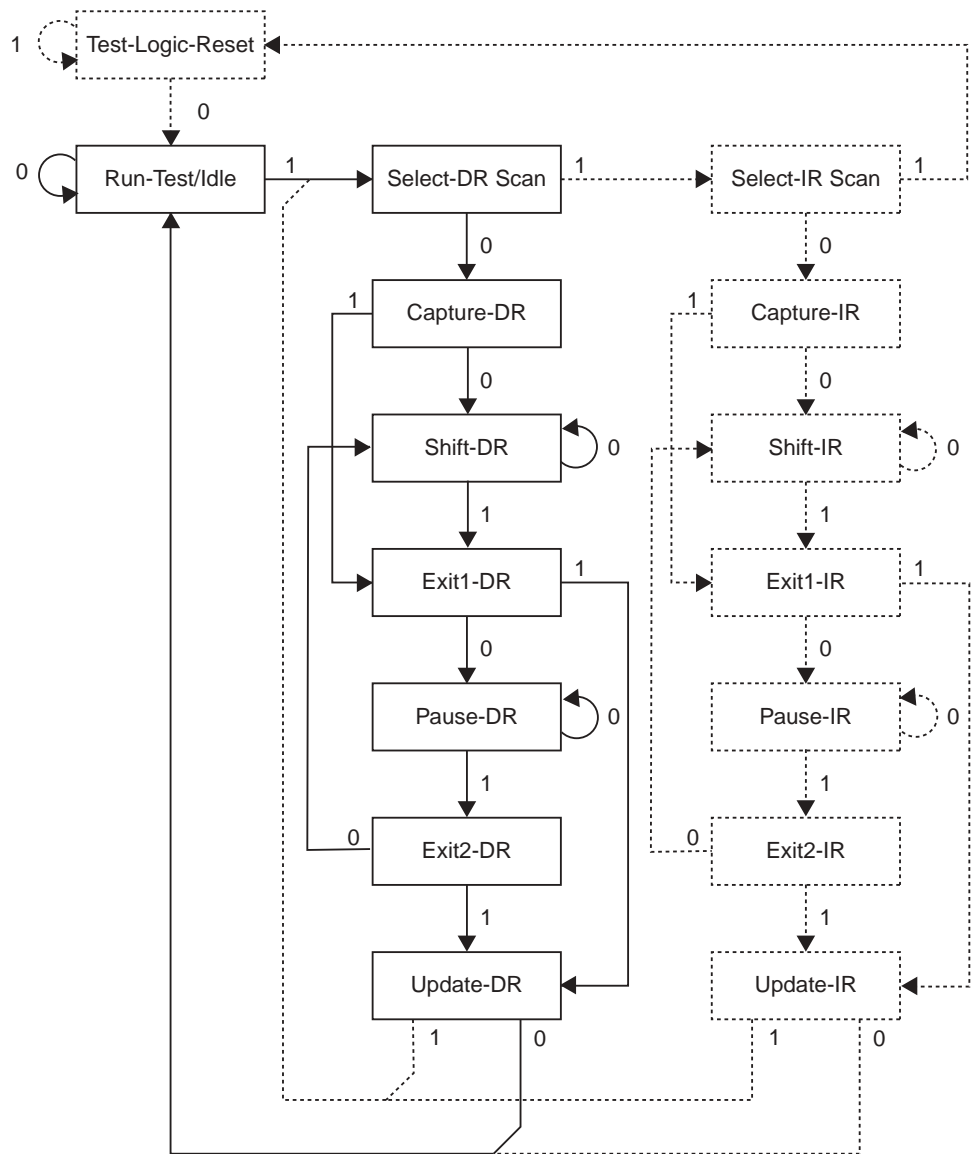 Test-Logic-Reset
1
0
Run-Test/Idle
0
1
Select-DR Scan
1
Select-IR Scan
1
0
0
1
Capture-DR
1
Capture-IR
0
0
Shift-DR
0
Shift-IR
0
1
1
Exit1-DR
1
Exit1-IR
1
0
0
Pause-DR
0
Pause-IR
0
1
1
0
Exit2-DR
0
Exit2-IR
1
1
Update-DR
Update-IR
1
0
1
0